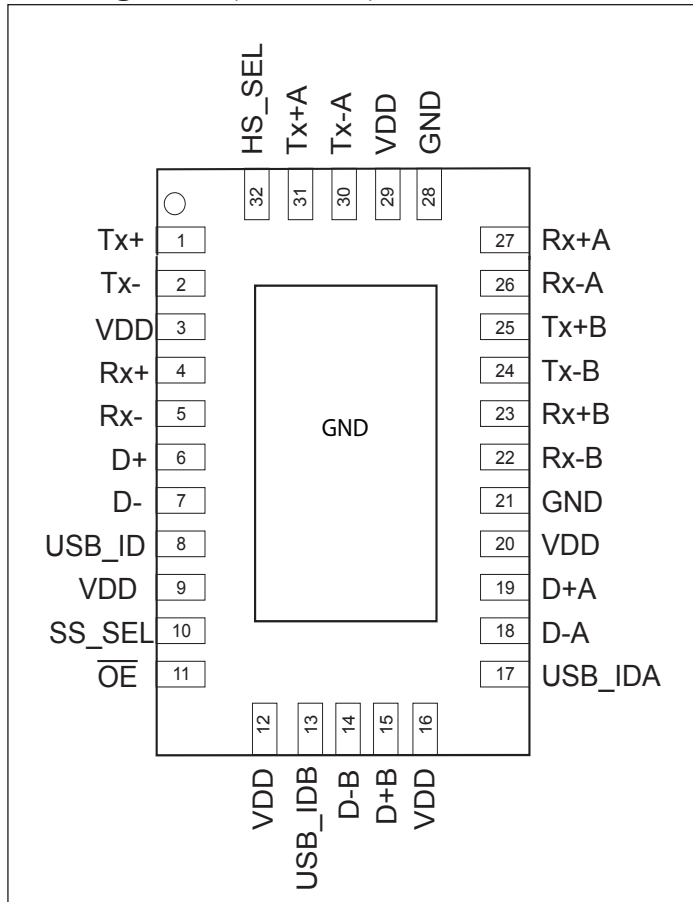 HS_SEL
Tx+A
Tx-A
VDD
GND
32
31
30
29
28
Tx+ 1
Tx- 2
VDD 3
Rx+ 4
Rx- 5
D+ 6
D- 7
USB_ID 8
VDD 9
SS_SEL 10
OE 11
GND
27 Rx+A
26 Rx-A
25 Tx+B
24 Tx-B
23 Rx+B
22 Rx-B
21 GND
20 VDD
19 D+A
18 D-A
17 USB_IDA
12
13
14
15
16
VDD
USB_IDB
D-B
D+B
VDD